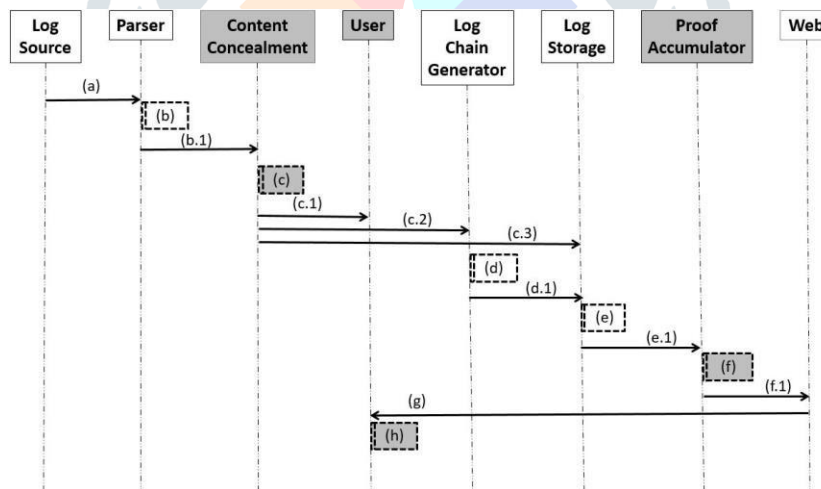 Log
Source
Parser
Content
Concealment
User
Log
Chain
Generator
Log
Storage
Proof
Accumulator
Web
(a)
(b)
(b.1)
(c)
(c.1)
(c.2)
(c.3)
(d)
(d.1)
(e)
(e.1)
(f)
(f.1)
(g)
(h)